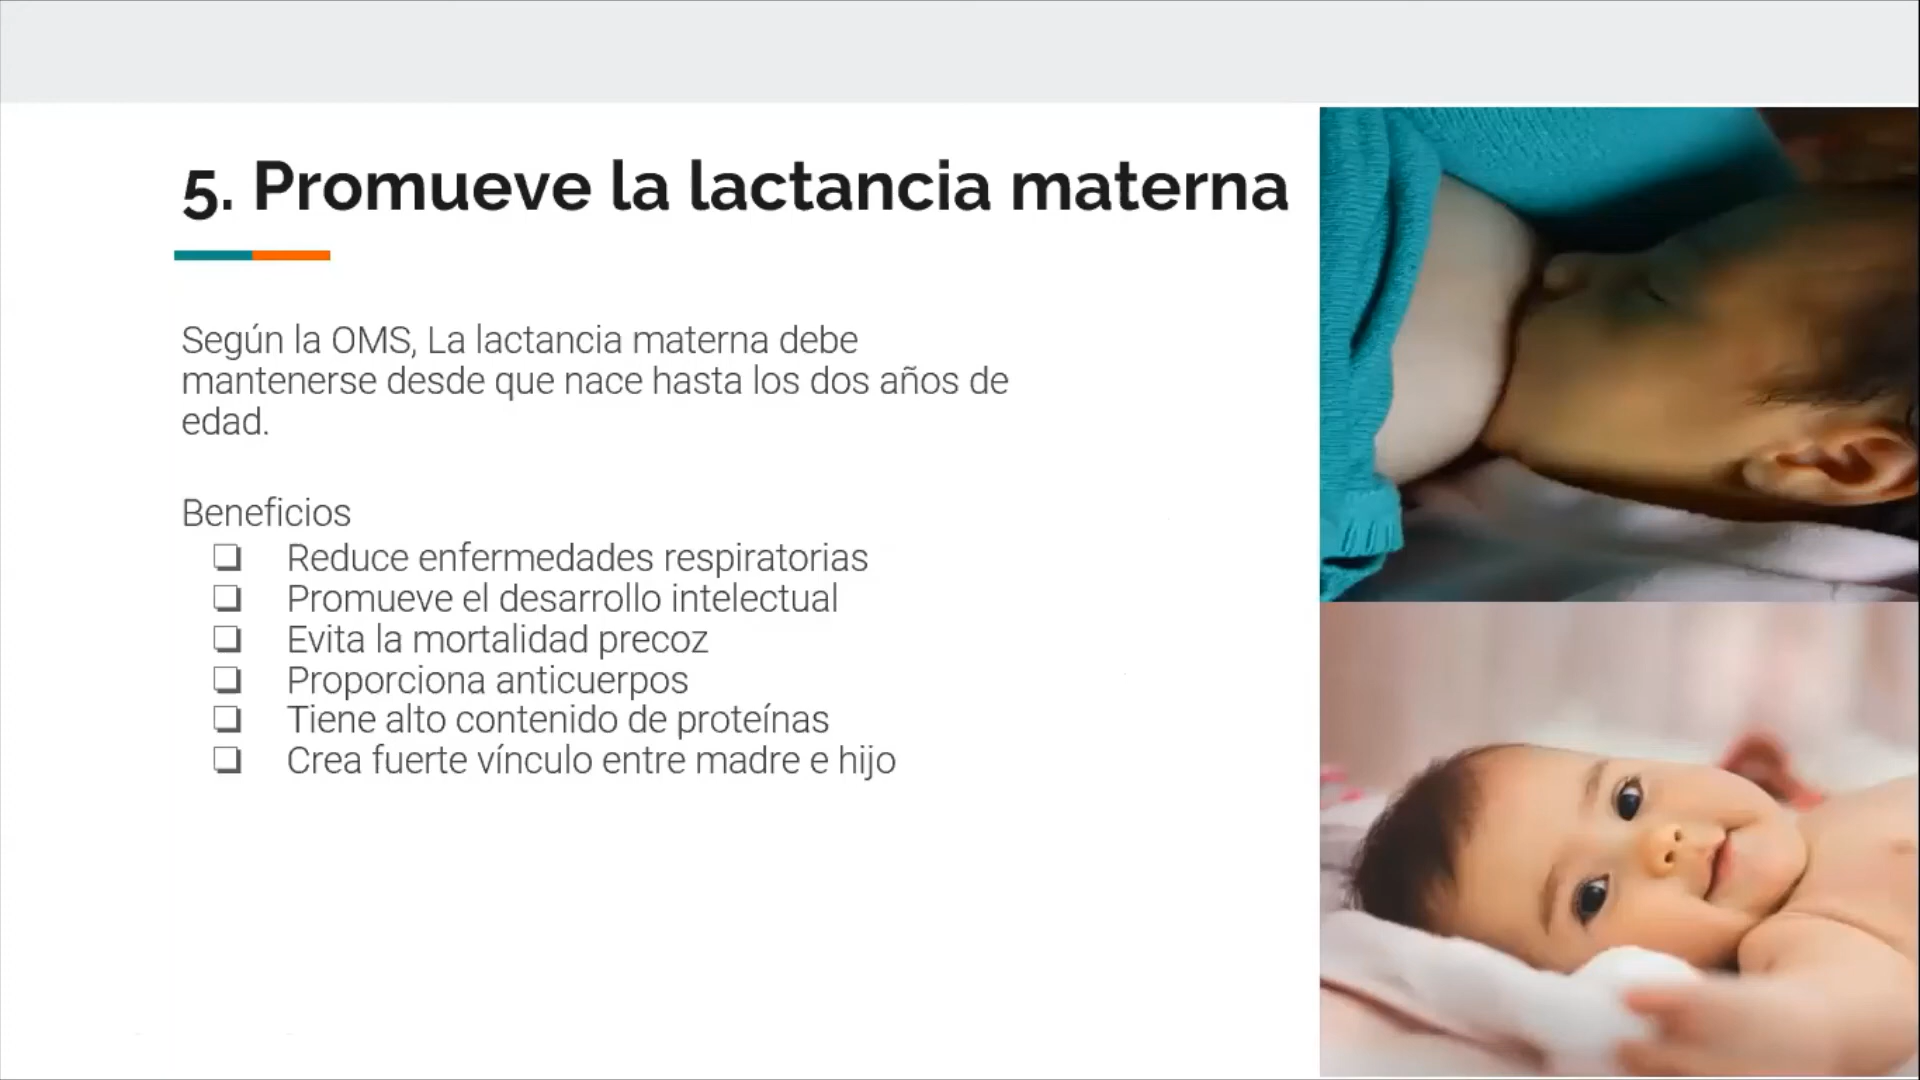 5. Promueve la lactancia materna
Según la OMS, La lactancia materna debe
mantenerse desde que nace hasta los dos años de
edad.
Beneficios
❏ Reduce enfermedades respiratorias
❏ Promueve el desarrollo intelectual
❏ Evita la mortalidad precoz
❏ Proporciona anticuerpos
❏ Tiene alto contenido de proteínas
❏ Crea fuerte vínculo entre madre e hijo